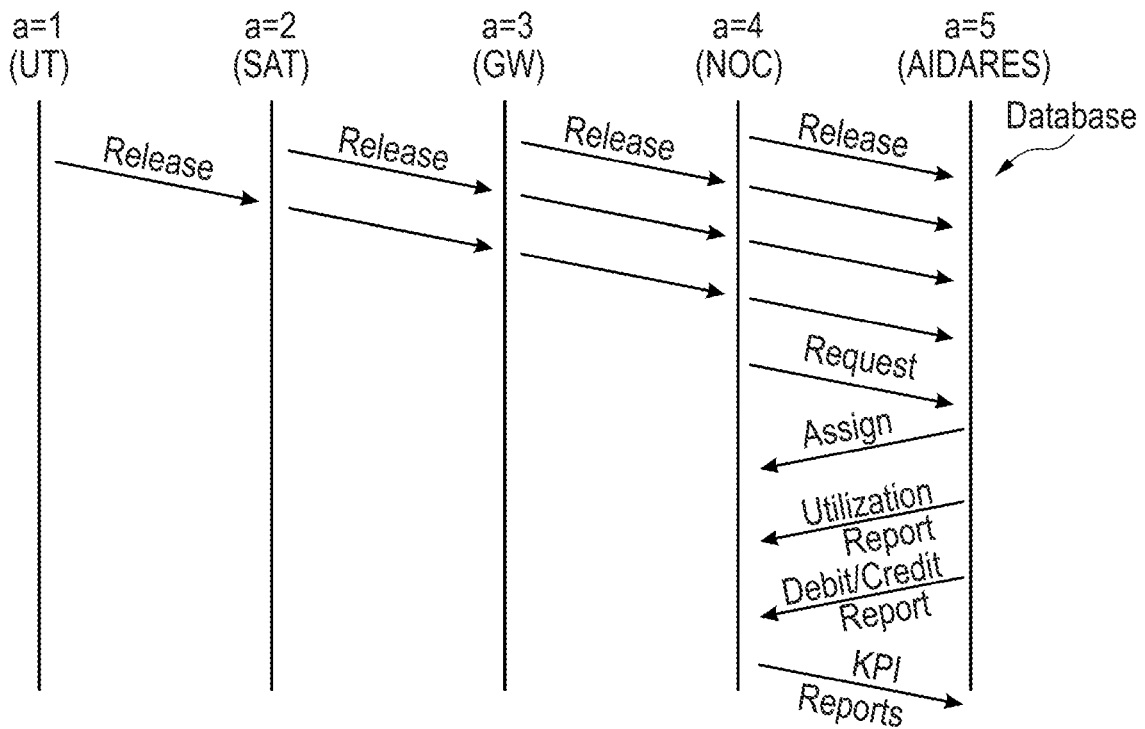 a=1 a=2 a=3 a=4 a=5
(UT) (SAT) (GW) (NOC) (AIDARES)
Database
Release Release Release Release
Request
Assign
Utilization
Report
Debit/Credit
Report
KPI
Reports